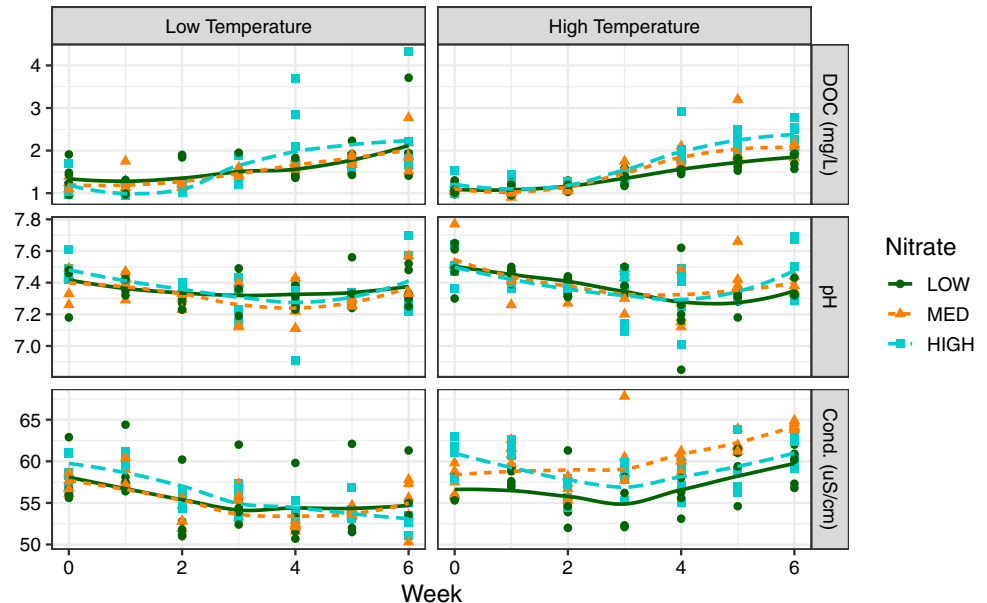 Low Temperature
High Temperature
4
3
2
1
DOC (mg/L)
7.8
7.6
7.4
7.2
7.0
pH
65
60
55
50
Cond. (uS/cm)
0 2 4 6
0 2 4 6
Week
Nitrate
LOW
MED
HIGH